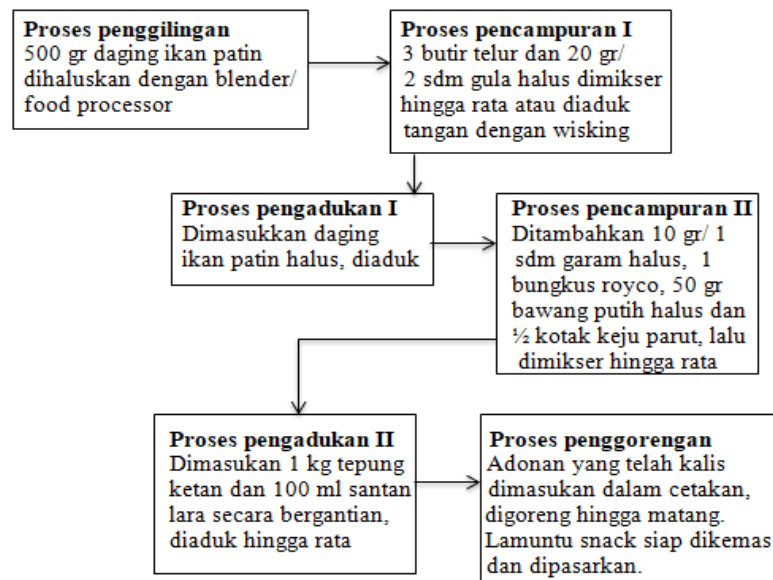 Proses penggilingan
500 gr daging ikan patin
dihaluskan dengan blender/
food processor
Proses pencampuran I
3 butir telur dan 20 gr/
2 sdm gula halus dimikser
hingga rata atau diaduk
tangan dengan wisking
Proses pengadukan I
Dimasukkan daging
ikan patin halus, diaduk
Proses pencampuran II
Ditambahkan 10 gr/ 1
sdm garam halus, 1
bungkus royco, 50 gr
bawang putih halus dan
½ kotak keju parut, lalu
dimikser hingga rata
Proses pengadukan II
Dimasukan 1 kg tepung
ketan dan 100 ml santan
lara secara bergantian,
diaduk hingga rata
Proses penggorengan
Adonan yang telah kalis
dimasukan dalam cetakan,
digoreng hingga matang.
Lamuntu snack siap dikemas
dan dipasarkan.